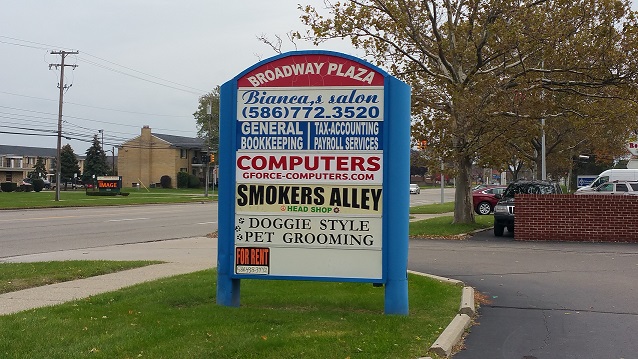 BROADWAY PLAZA
Bianca,s salon
(586)772.3520
GENERAL BOOKKEEPING
TAX-ACCOUNTING PAYROLL SERVICES
COMPUTERS
GFORCE-COMPUTERS.COM
SMOKERS ALLEY
HEAD SHOP
DOGGIE STYLE
PET GROOMING
FOR RENT
IMAGE